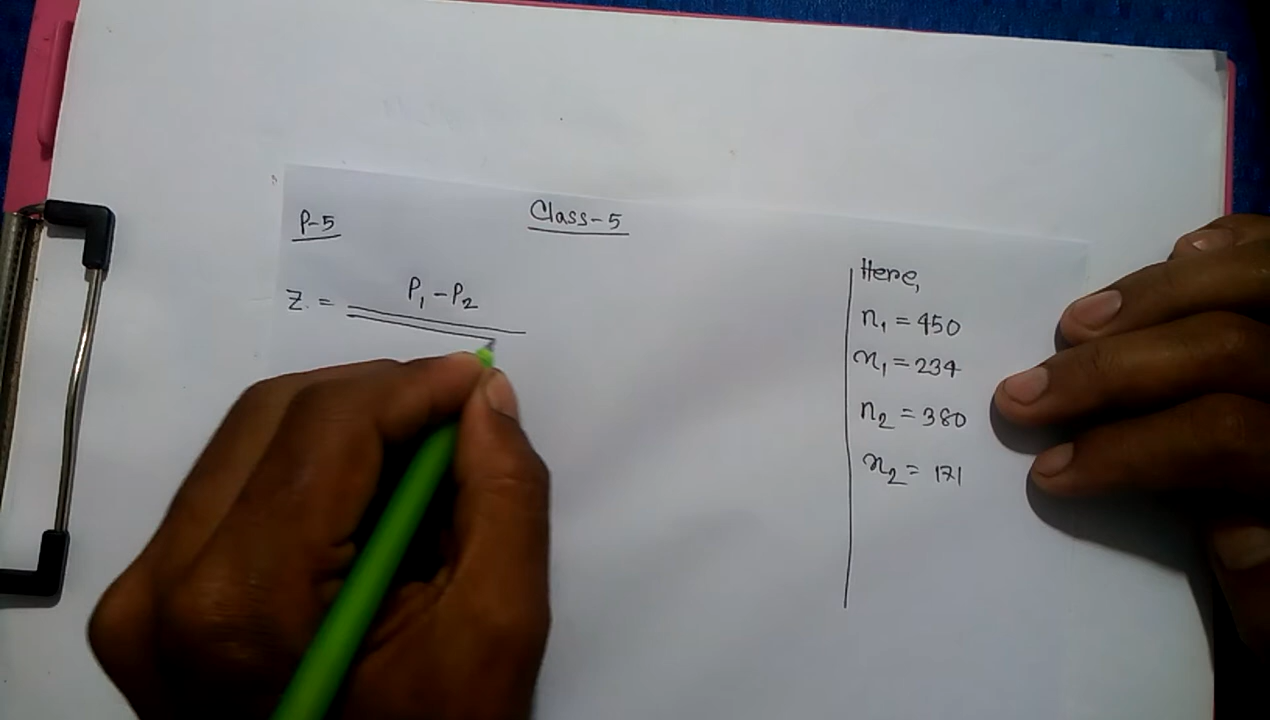 P-5
Class-5
Z = P₁ - P₂
Here,
n₁ = 450
x₁ = 234
n₂ = 380
x₂ = 171